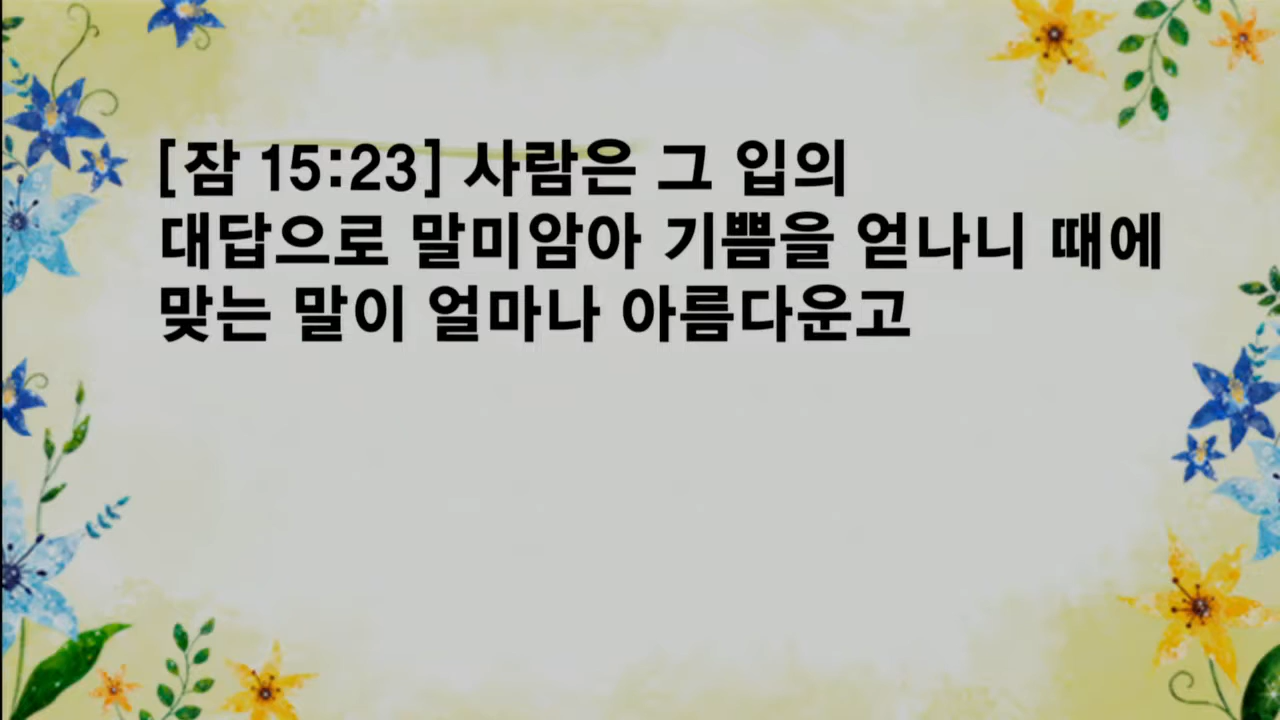 [잠 15:23] 사람은 그 입의
대답으로 말미암아 기쁨을 얻나니 때에
맞는 말이 얼마나 아름다운고